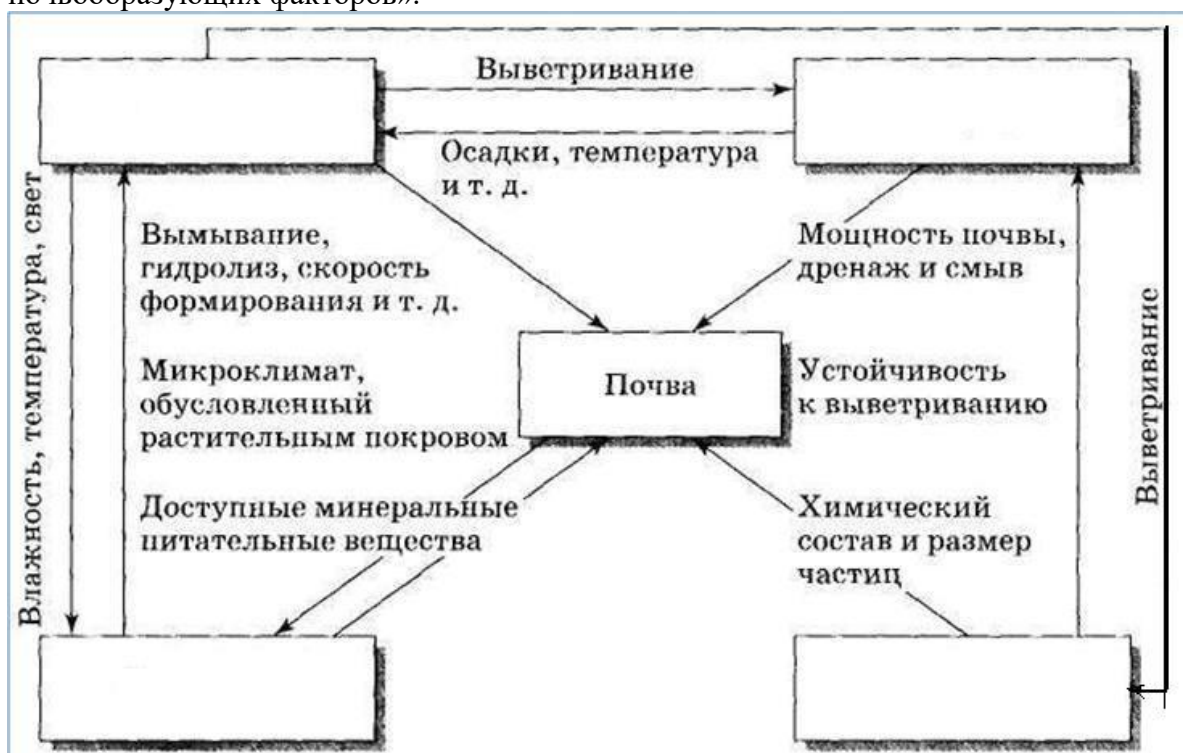 почвообразующих факторов».
Выветривание
Осадки, температура
и т. д.
Влажность, температура, свет
Вымывание,
гидролиз, скорость
формирования и т. д.
Мощность почвы,
дренаж и смыв
Микроклимат,
обусловленный
растительным покровом
Почва
Устойчивость
к выветриванию
Выветривание
Доступные минеральные
питательные вещества
Химический
состав и размер
частиц